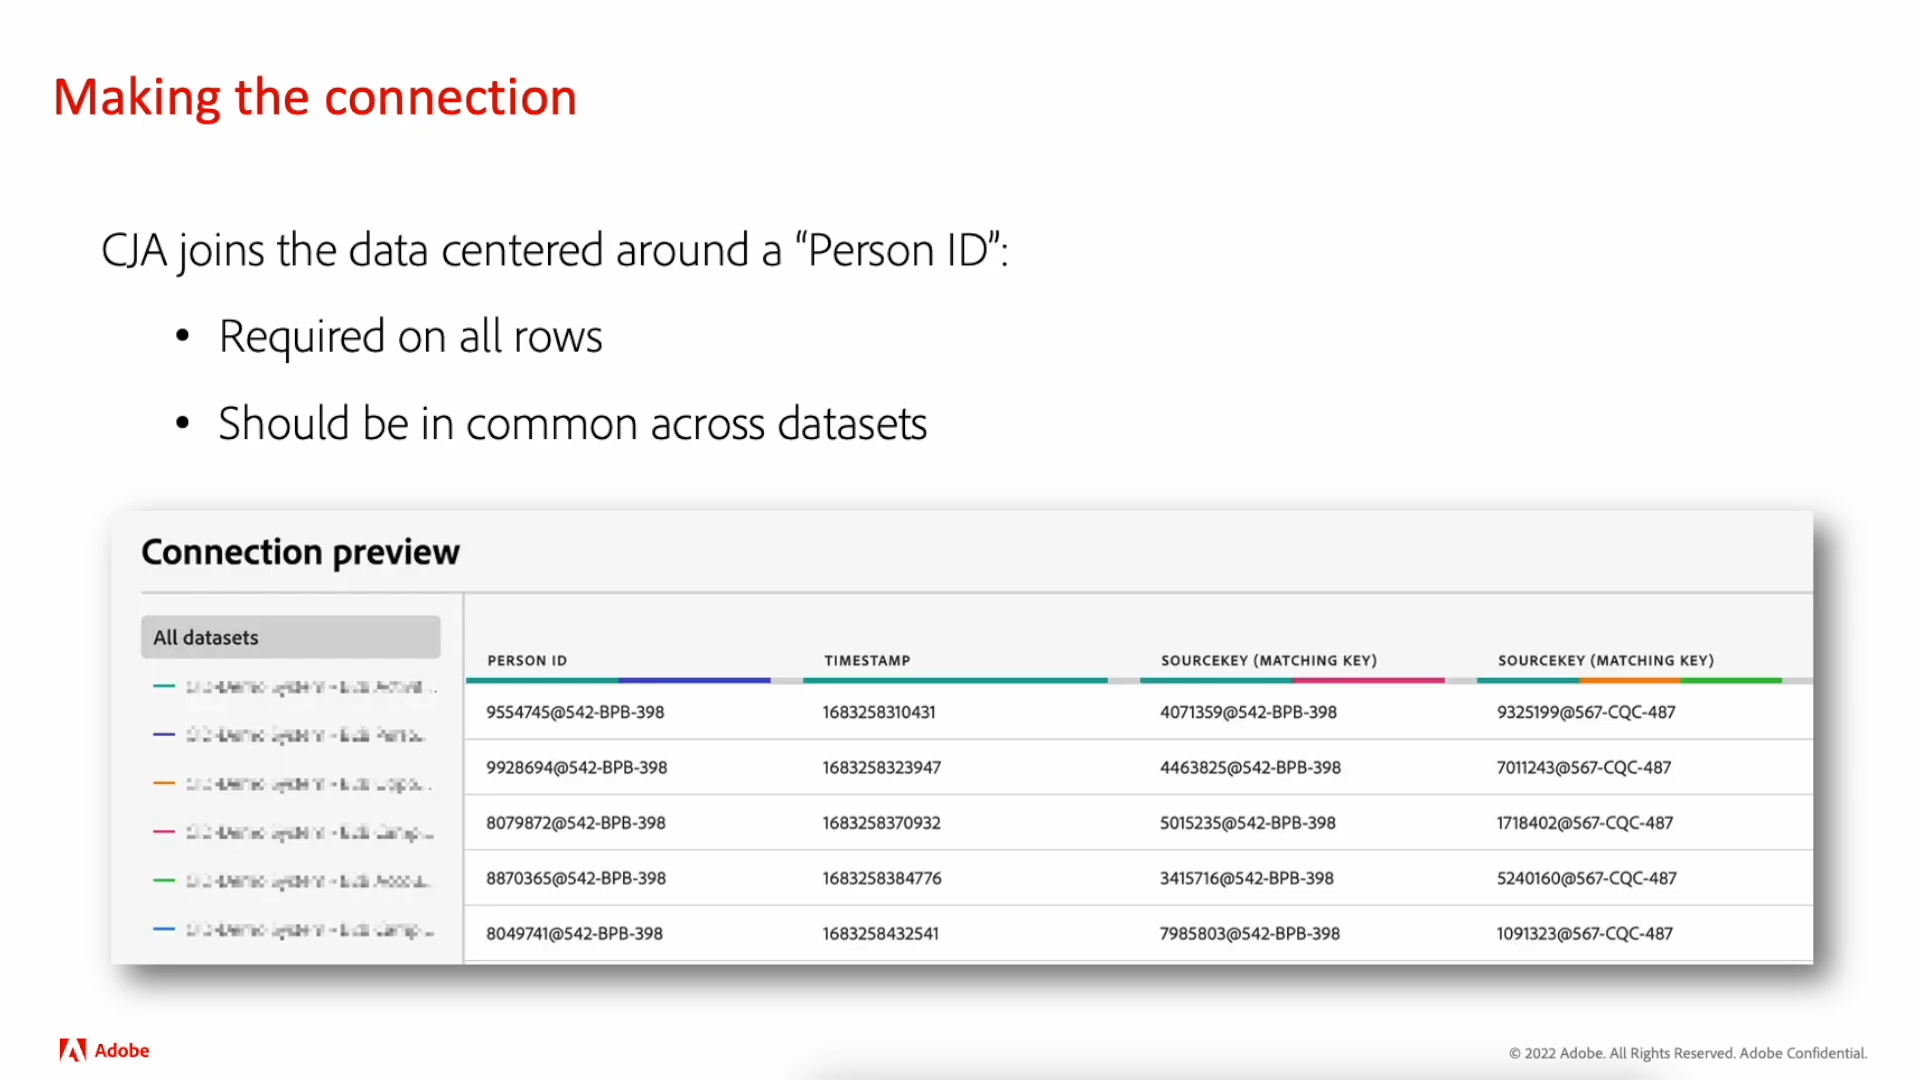 Making the connection
CJA joins the data centered around a “Person ID”:
• Required on all rows
• Should be in common across datasets
Connection preview
All datasets
PERSON ID TIMESTAMP SOURCEKEY (MATCHING KEY) SOURCEKEY (MATCHING KEY)
9554745@542-BPB-398 1683258310431 4071359@542-BPB-398 9325199@567-CQC-487
9928694@542-BPB-398 1683258323947 4463825@542-BPB-398 7011243@567-CQC-487
8079872@542-BPB-398 1683258370932 5015235@542-BPB-398 1718402@567-CQC-487
8870365@542-BPB-398 1683258384776 3415716@542-BPB-398 5240160@567-CQC-487
8049741@542-BPB-398 1683258432541 7985803@542-BPB-398 1091323@567-CQC-487
Adobe
© 2022 Adobe. All Rights Reserved. Adobe Confidential.